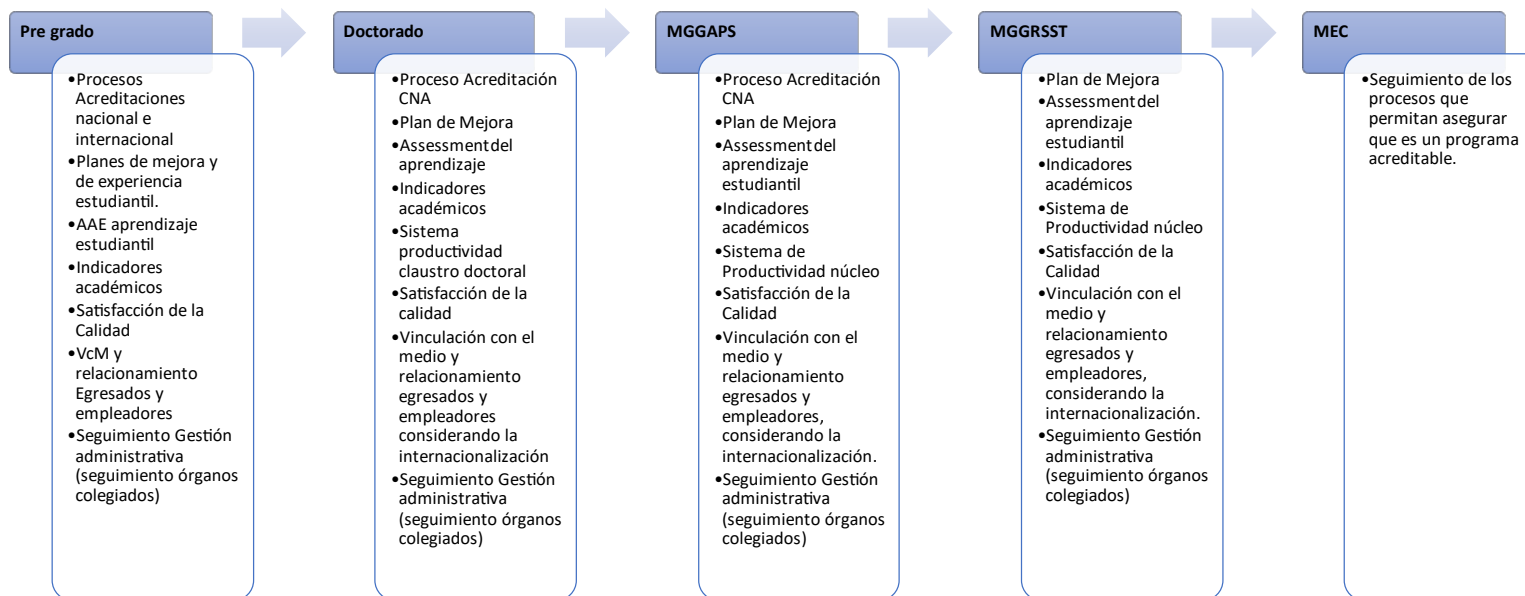 Pre grado
•Procesos
Acreditaciones
nacional e
internacional
•Planes de mejora y
de experiencia
estudiantil.
•AAE aprendizaje
estudiantil
•Indicadores
académicos
•Satisfacción de la
Calidad
•VcM y
relacionamiento
Egresados y
empleadores
•Seguimiento Gestión
administrativa
(seguimiento órganos
colegiados)
Doctorado
•Proceso Acreditación
CNA
•Plan de Mejora
•Assessmentdel
aprendizaje
•Indicadores
académicos
•Sistema
productividad
claustro doctoral
•Satisfacción de la
calidad
•Vinculación con el
medio y
relacionamiento
egresados y
empleadores
considerando la
internacionalización
•Seguimiento Gestión
administrativa
(seguimiento órganos
colegiados)
MGGAPS
•Proceso Acreditación
CNA
•Plan de Mejora
•Assessmentdel
aprendizaje
estudiantil
•Indicadores
académicos
•Sistema de
Productividad núcleo
•Satisfacción de la
Calidad
•Vinculación con el
medio y
relacionamiento
egresados y
empleadores,
considerando la
internacionalización.
•Seguimiento Gestión
administrativa
(seguimiento órganos
colegiados)
MGGRSST
•Plan de Mejora
•Assessmentdel
aprendizaje
estudiantil
•Indicadores
académicos
•Sistema de
Productividad núcleo
•Satisfacción de la
Calidad
•Vinculación con el
medio y
relacionamiento
egresados y
empleadores,
considerando la
internacionalización.
•Seguimiento Gestión
administrativa
(seguimiento órganos
colegiados)
MEC
•Seguimiento de los
procesos que
permitan asegurar
que es un programa
acreditable.